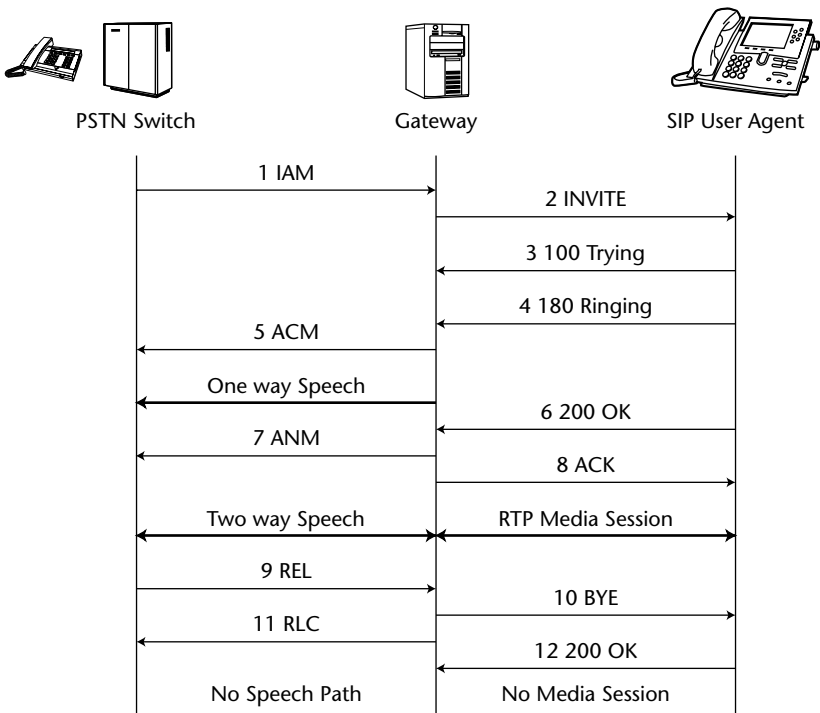 PSTN Switch
Gateway
SIP User Agent
1 IAM
2 INVITE
3 100 Trying
4 180 Ringing
5 ACM
One way Speech
6 200 OK
7 ANM
8 ACK
Two way Speech
RTP Media Session
9 REL
10 BYE
11 RLC
12 200 OK
No Speech Path
No Media Session